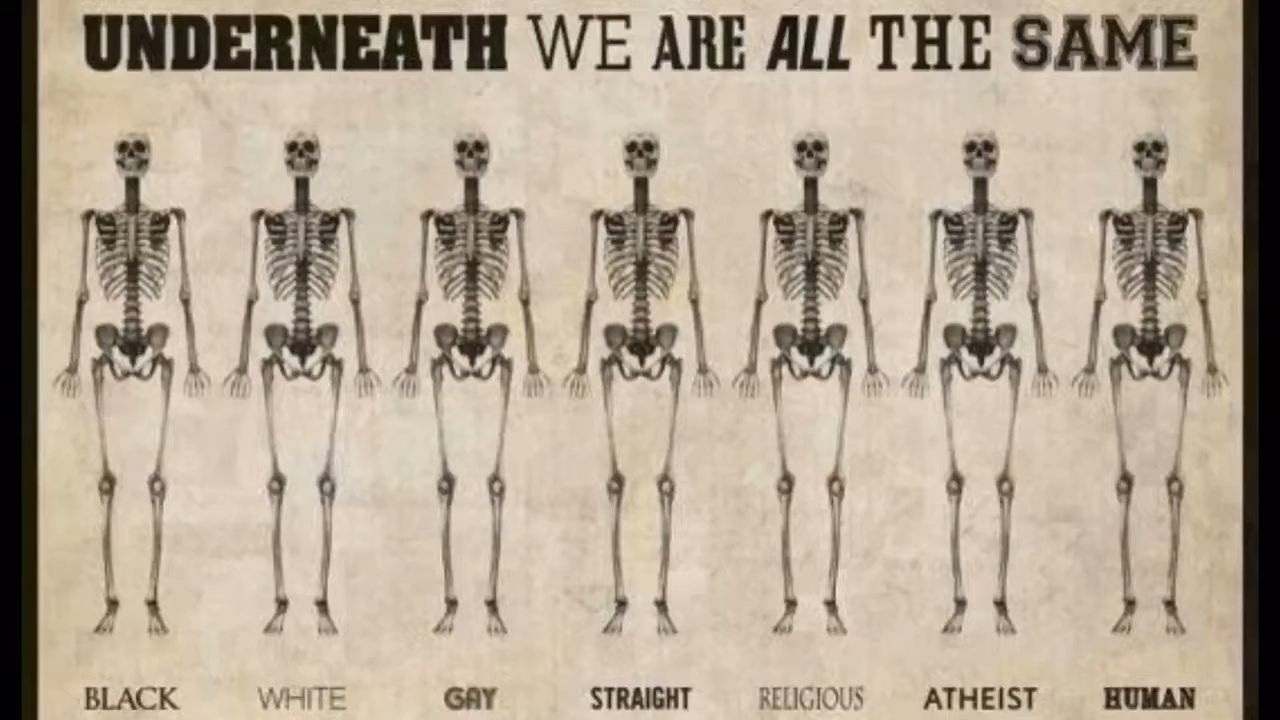 UNDERNEATH WE ARE ALL THE SAME
BLACK WHITE GAY STRAIGHT RELIGIOUS ATHEIST HUMAN